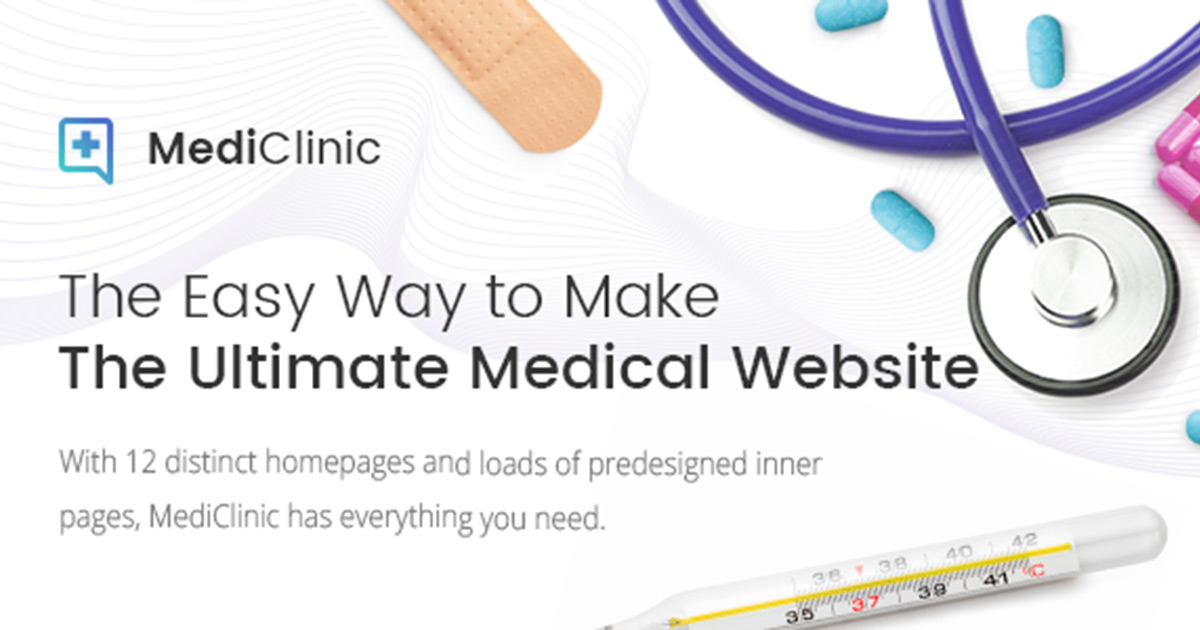 MediClinic
The Easy Way to Make
The Ultimate Medical Website
With 12 distinct homepages and loads of predesigned inner
pages, MediClinic has everything you need.
36 38 40 42
35 37 39 41 °C